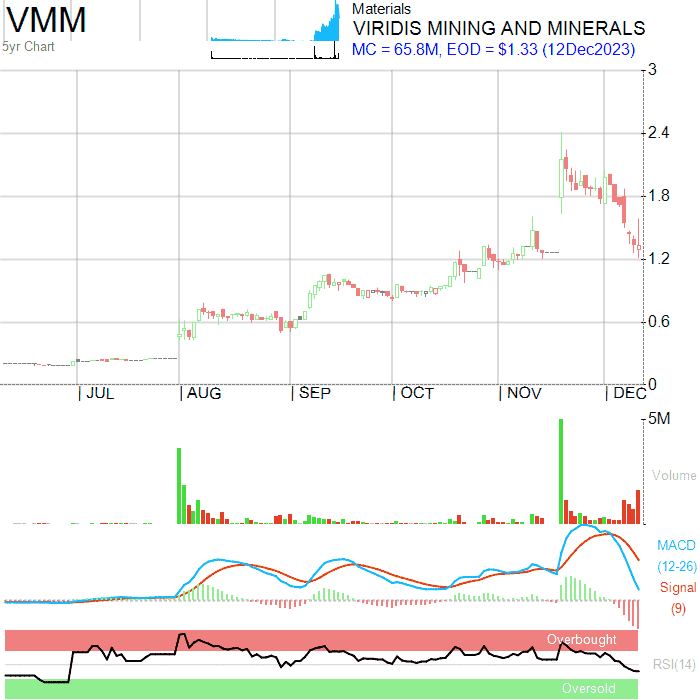 VMM
5yr Chart
Materials
VIRIDIS MINING AND MINERALS
MC = 65.8M, EOD = $1.33 (12Dec2023)
3
2.4
1.8
1.2
0.6
0
| JUL | AUG | SEP | OCT | NOV | DEC
5M
Volume
MACD
(12-26)
Signal
(9)
Overbought
RSI(14)
Oversold